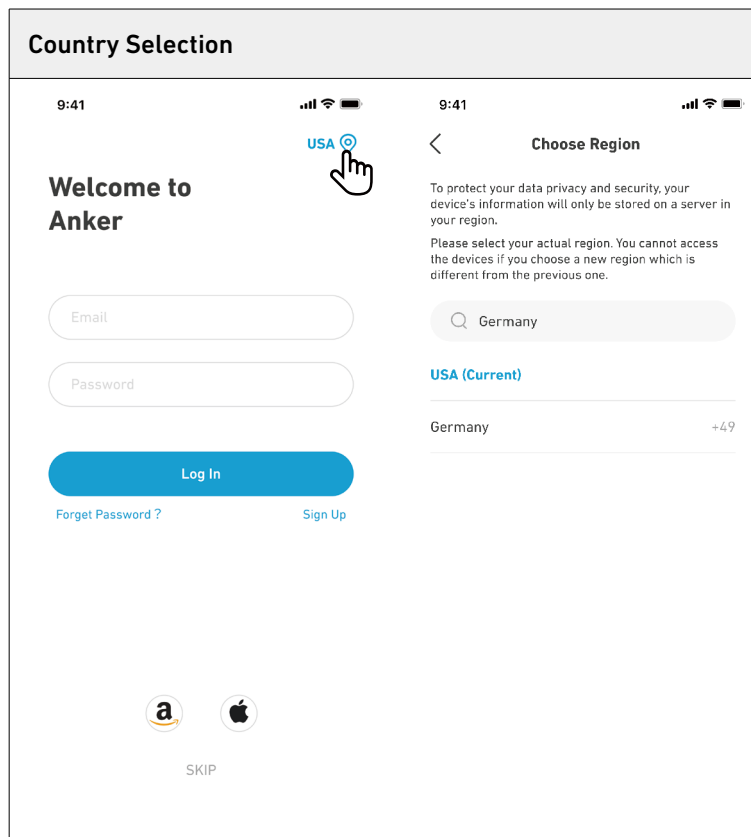 Country Selection
9:41
USA
Welcome to
Anker
Email
Password
Log In
Forget Password ?
Sign Up
a
SKIP
9:41
Choose Region
To protect your data privacy and security, your
device's information will only be stored on a server in
your region.
Please select your actual region. You cannot access
the devices if you choose a new region which is
different from the previous one.
Germany
USA (Current)
Germany
+49